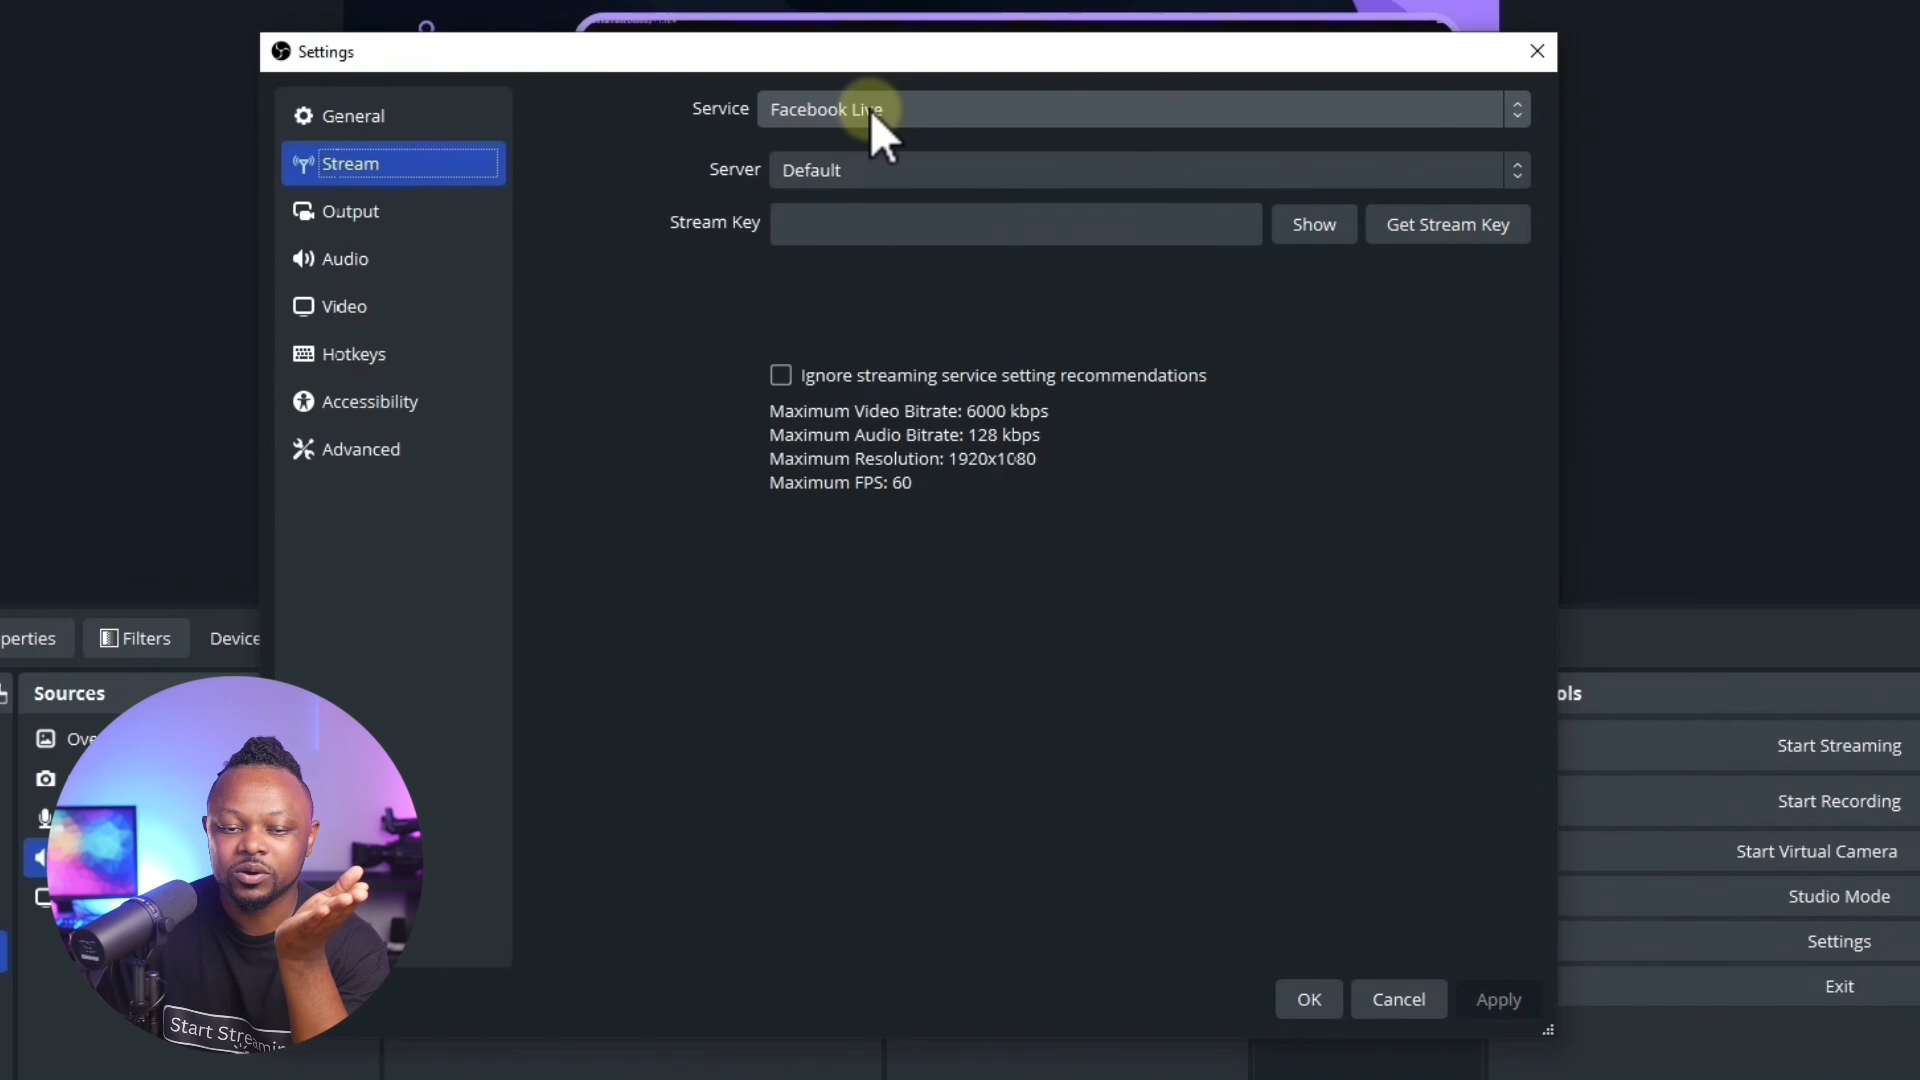 Settings
General
Stream
Output
Audio
Video
Hotkeys
Accessibility
Advanced
Service Facebook Live
Server Default
Stream Key Show Get Stream Key
Ignore streaming service setting recommendations
Maximum Video Bitrate: 6000 kbps
Maximum Audio Bitrate: 128 kbps
Maximum Resolution: 1920x1080
Maximum FPS: 60
OK Cancel Apply
perties Filters Device
Sources
Ove
ols
Start Streaming
Start Recording
Start Virtual Camera
Studio Mode
Settings
Exit
Start Streamin